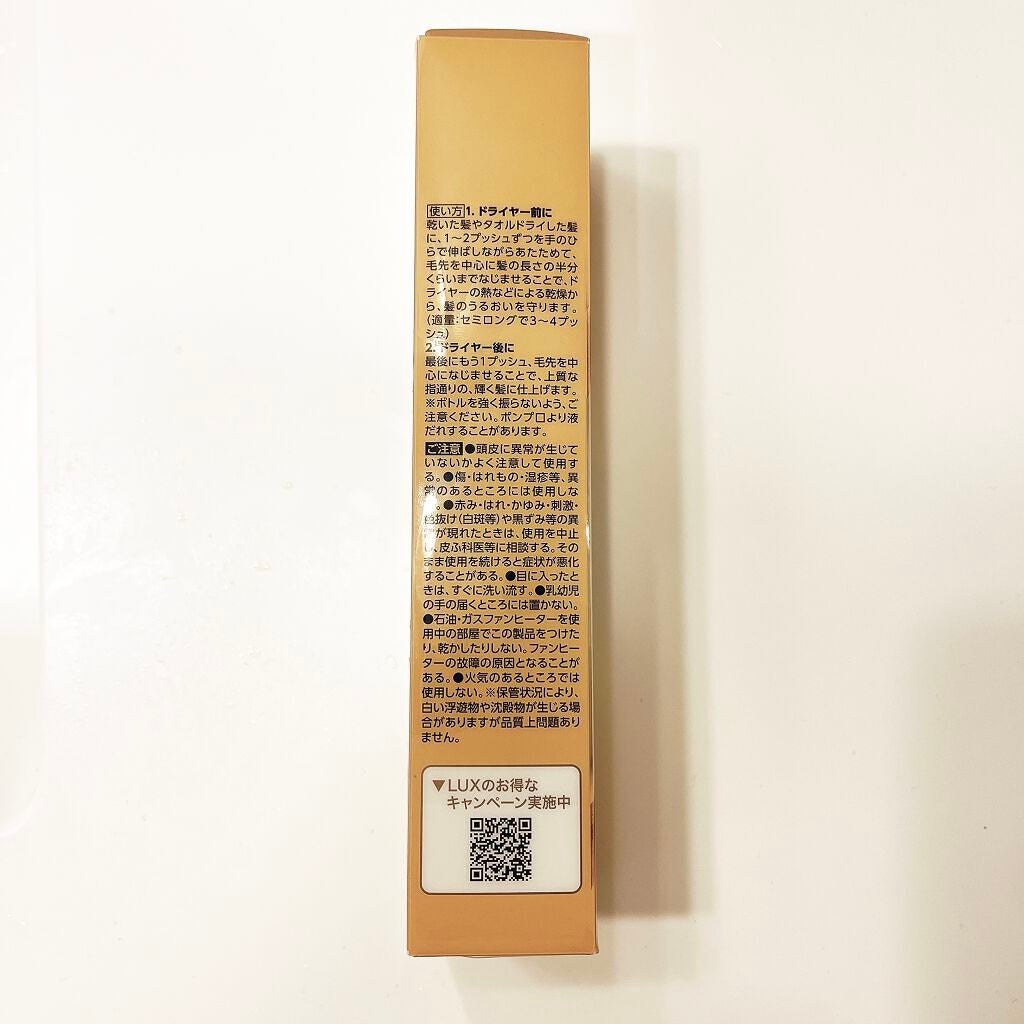 使い方 1. ドライヤー前に
乾いた髪やタオルドライした髪
に、1〜2プッシュずつを手のひ
らで伸ばしながらあたためて、
毛先を中心に髪の長さの半分
くらいまでなじませることで、ド
ライヤーの熱などによる乾燥か
ら、髪のうるおいを守ります。
(適量:セミロングで3〜4プッ
シュ)
2. ドライヤー後に
最後にもう1プッシュ、毛先を中
心になじませることで、上質な
指通りの、輝く髪に仕上げます。
※ボトルを強く振らないよう、ご
注意ください。ポンプ口より液
だれすることがあります。
ご注意 ●頭皮に異常が生じて
いないかよく注意して使用す
る。●傷・はれもの・湿疹等、異
常のあるところには使用しな
。●赤み・はれ・かゆみ・刺激・
色抜け(白斑等)や黒ずみ等の異
常が現れたときは、使用を中止
し、皮ふ科医等に相談する。その
まま使用を続けると症状が悪化
することがある。●目に入ったと
きは、すぐに洗い流す。●乳幼児
の手の届くところには置かない。
●石油・ガスファンヒーターを使
用中の部屋でこの製品をつけた
り、乾かしたりしない。ファンヒー
ターの故障の原因となることが
ある。●火気のあるところでは
使用しない。※保管状況により、
白い浮遊物や沈殿物が生じる場
合がありますが品質上問題あり
ません。
▼LUXのお得な
キャンペーン実施中